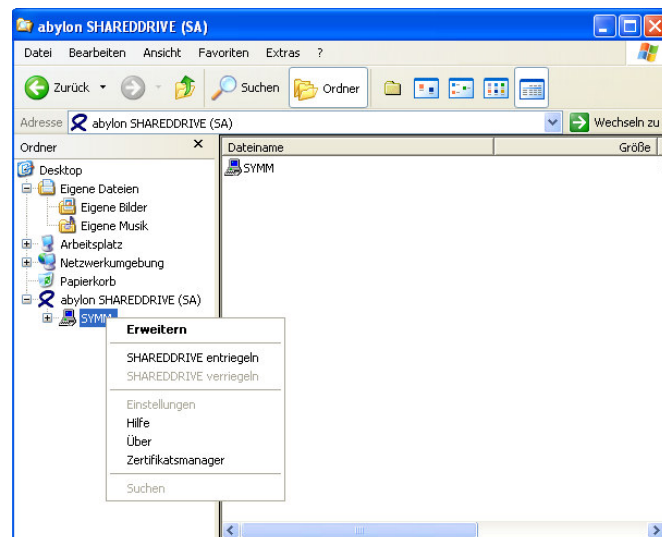 abylon SHAREDDRIVE (SA)
Datei Bearbeiten Ansicht Favoriten Extras ?
Zurück Suchen Ordner
Adresse abylon SHAREDDRIVE (SA) Wechseln zu
Ordner Dateiname Größe
Desktop SYMM
Eigene Dateien
Eigene Bilder
Eigene Musik
Arbeitsplatz
Netzwerkumgebung
Papierkorb
abylon SHAREDDRIVE (SA)
SYMM
Erweitern
SHAREDDRIVE entriegeln
SHAREDDRIVE verriegeln
Einstellungen
Hilfe
Über
Zertifikatsmanager
Suchen